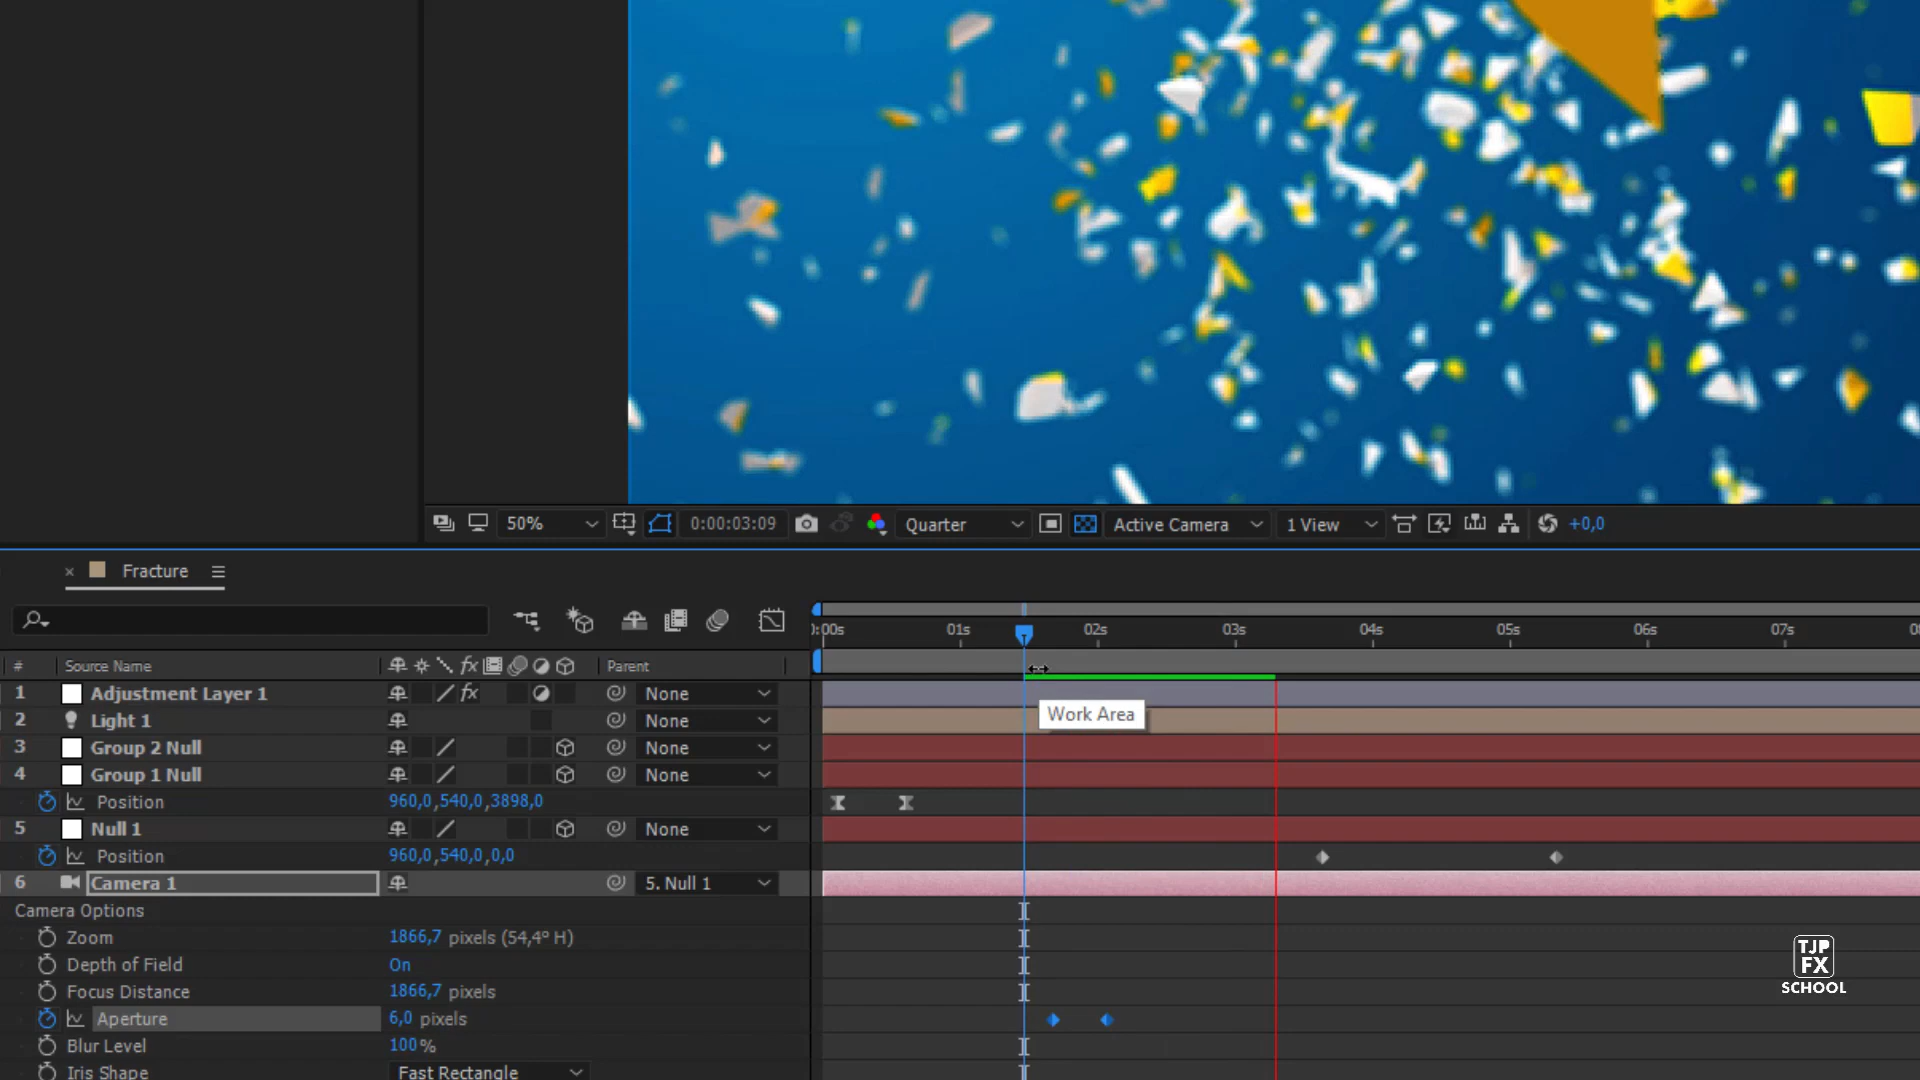 50%
0:00:03:09
Quarter
Active Camera
1 View
+0,0
Fracture
0:00s 01s 02s 03s 04s 05s 06s 07s
# Source Name fx Parent
1 Adjustment Layer 1 fx None
Work Area
2 Light 1 None
3 Group 2 Null None
4 Group 1 Null None
Position 960,0,540,0,3898,0
5 Null 1 None
Position 960,0,540,0,0,0
6 Camera 1 5. Null 1
Camera Options
Zoom 1866,7 pixels (54,4° H)
Depth of Field On
Focus Distance 1866,7 pixels
Aperture 6,0 pixels
Blur Level 100 %
Iris Shape Fast Rectangle
TJP
FX
SCHOOL